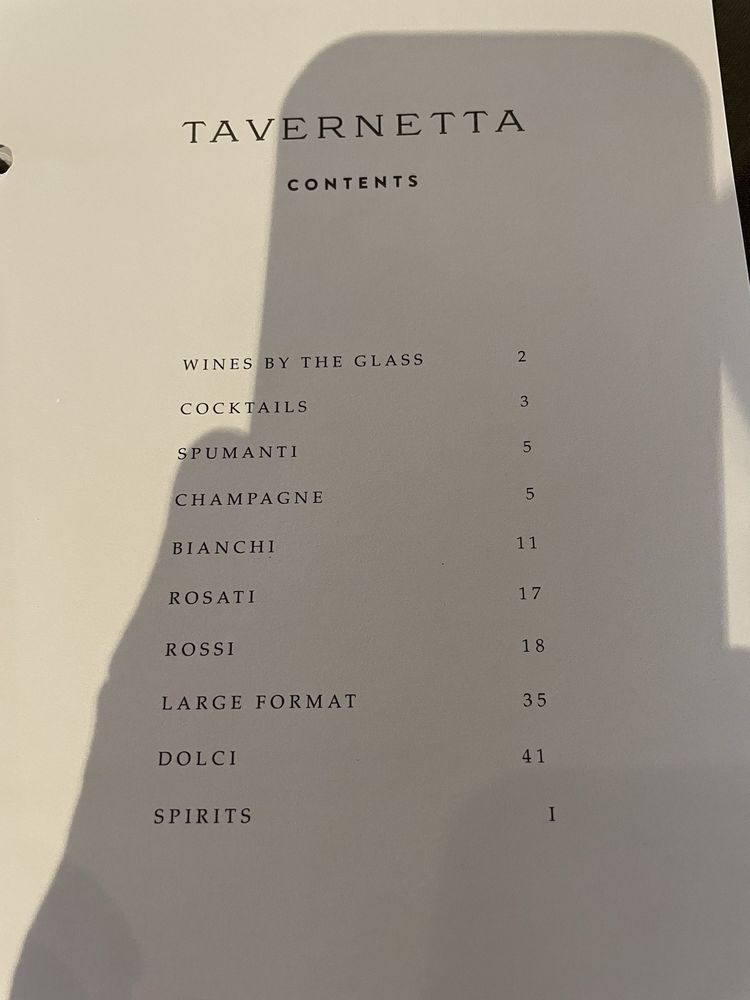 TAVERNETTA
CONTENTS
WINES BY THE GLASS 2
COCKTAILS 3
SPUMANTI 5
CHAMPAGNE 5
BIANCHI 11
ROSATI 17
ROSSI 18
LARGE FORMAT 35
DOLCI 41
SPIRITS I